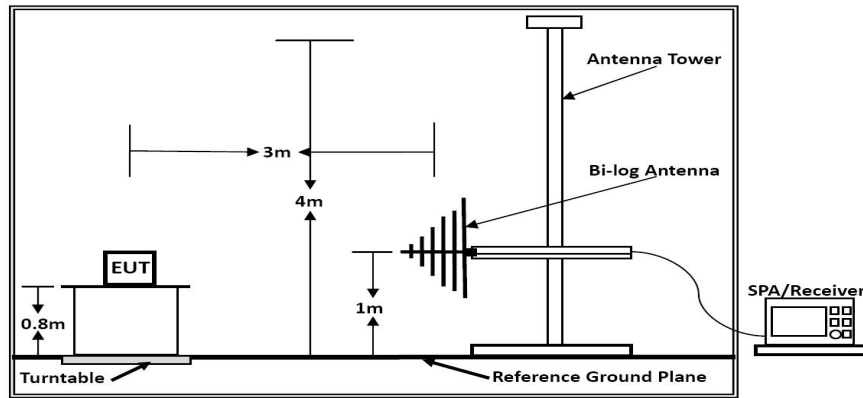 Antenna Tower
3m
Bi-log Antenna
4m
EUT
SPA/Receiver
0.8m
1m
Turntable
Reference Ground Plane